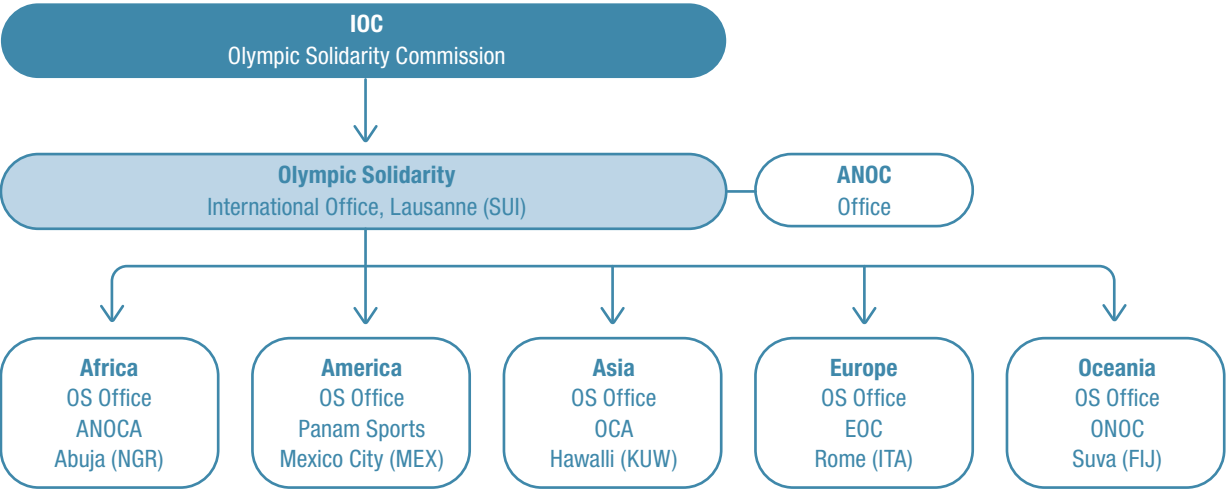 IOC
Olympic Solidarity Commission
Olympic Solidarity
International Office, Lausanne (SUI)
ANOC
Office
Africa
OS Office
ANOCA
Abuja (NGR)
America
OS Office
Panam Sports
Mexico City (MEX)
Asia
OS Office
OCA
Hawalli (KUW)
Europe
OS Office
EOC
Rome (ITA)
Oceania
OS Office
ONOC
Suva (FIJ)